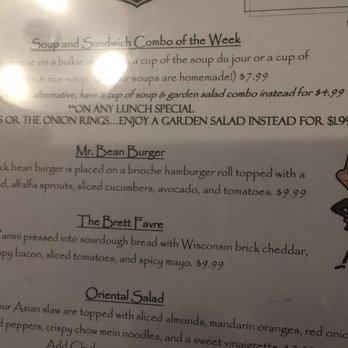 Soup and Sandwich Combo of the Week
cheese on a bulkie a cup of the soup du jour or a cup of
& rice soup. soups are homemade!) $7.99
alternative, have a cup of soup & garden salad combo instead for $4.99
**ON ANY LUNCH SPECIAL
OR THE ONION RINGS...ENJOY A GARDEN SALAD INSTEAD FOR $1.99
Mr. Bean Burger
ck bean burger is placed on a brioche hamburger roll topped with a
d, alfalfa sprouts, sliced cucumbers, avocado, and tomatoes. $9.99
The Brett Favre
Panini pressed into sourdough bread with Wisconsin brick cheddar,
spy bacon, sliced tomatoes, and spicy mayo. $9.99
Oriental Salad
our Asian slaw are topped with sliced almonds, mandarin oranges, red onio
d peppers, crispy chow mein noodles, and a sweet vinaigrette.
Add